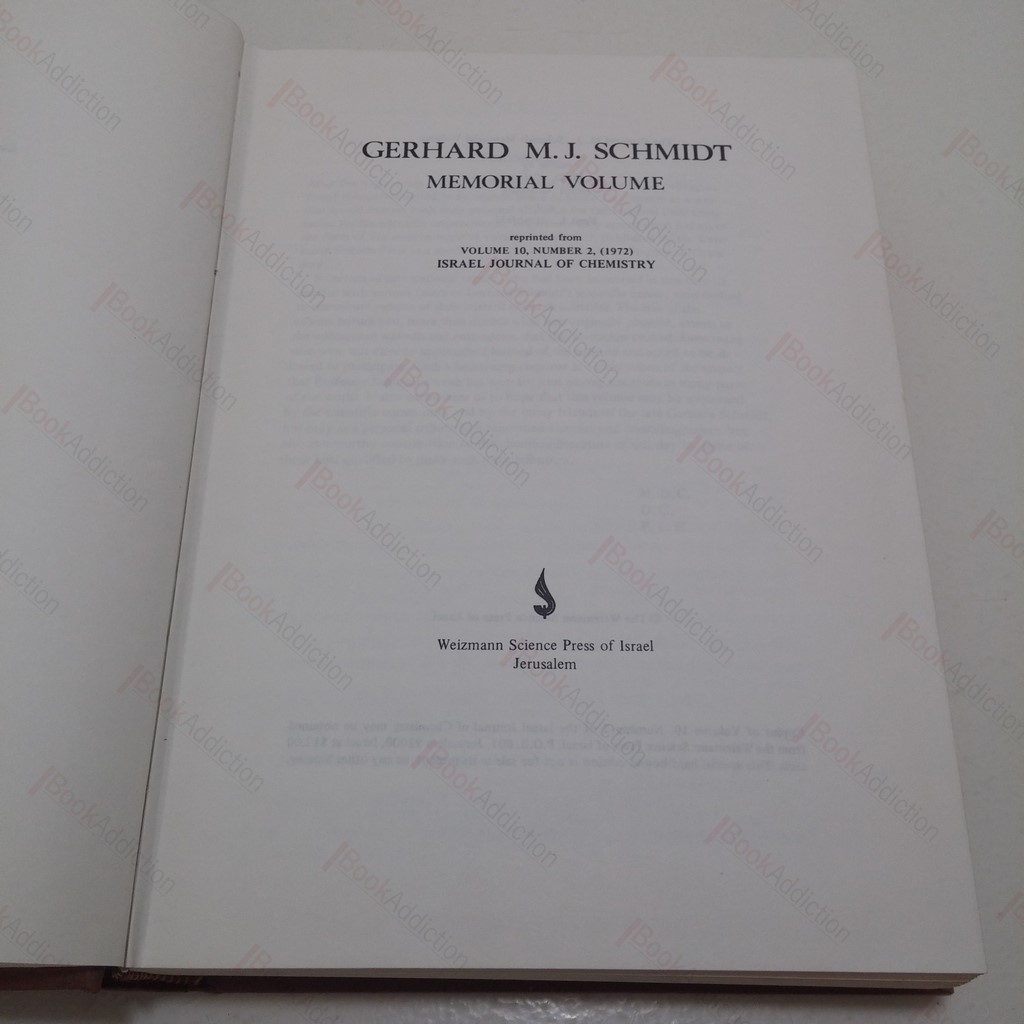 GERHARD M. J. SCHMIDT
MEMORIAL VOLUME
reprinted from
VOLUME 10, NUMBER 2, (1972)
ISRAEL JOURNAL OF CHEMISTRY
Weizmann Science Press of Israel
Jerusalem
BookAddiction